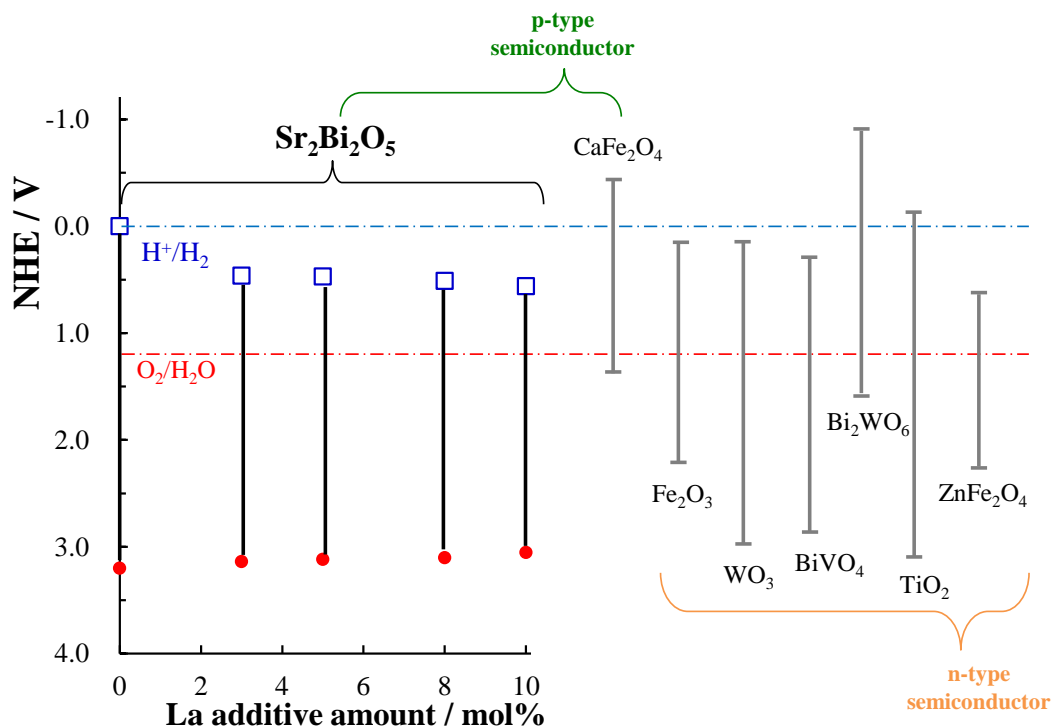 p-type
semiconductor
Sr₂Bi₂O₅
CaFe₂O₄
NHE / V
-1.0
0.0
1.0
2.0
3.0
4.0
H⁺/H₂
O₂/H₂O
Bi₂WO₆
Fe₂O₃
ZnFe₂O₄
WO₃
BiVO₄
TiO₂
0 2 4 6 8 10
La additive amount / mol%
n-type
semiconductor